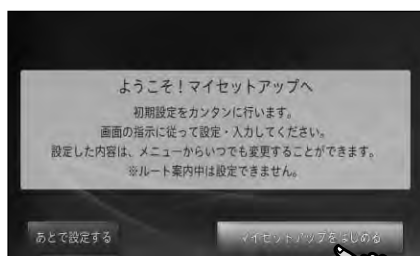 ようこそ！マイセットアップへ
初期設定をカンタンに行います。
画面の指示に従って設定・入力してください。
設定した内容は、メニューからいつでも変更することができます。
※ルート案内中は設定できません。
あとで設定する
マイセットアップをはじめる